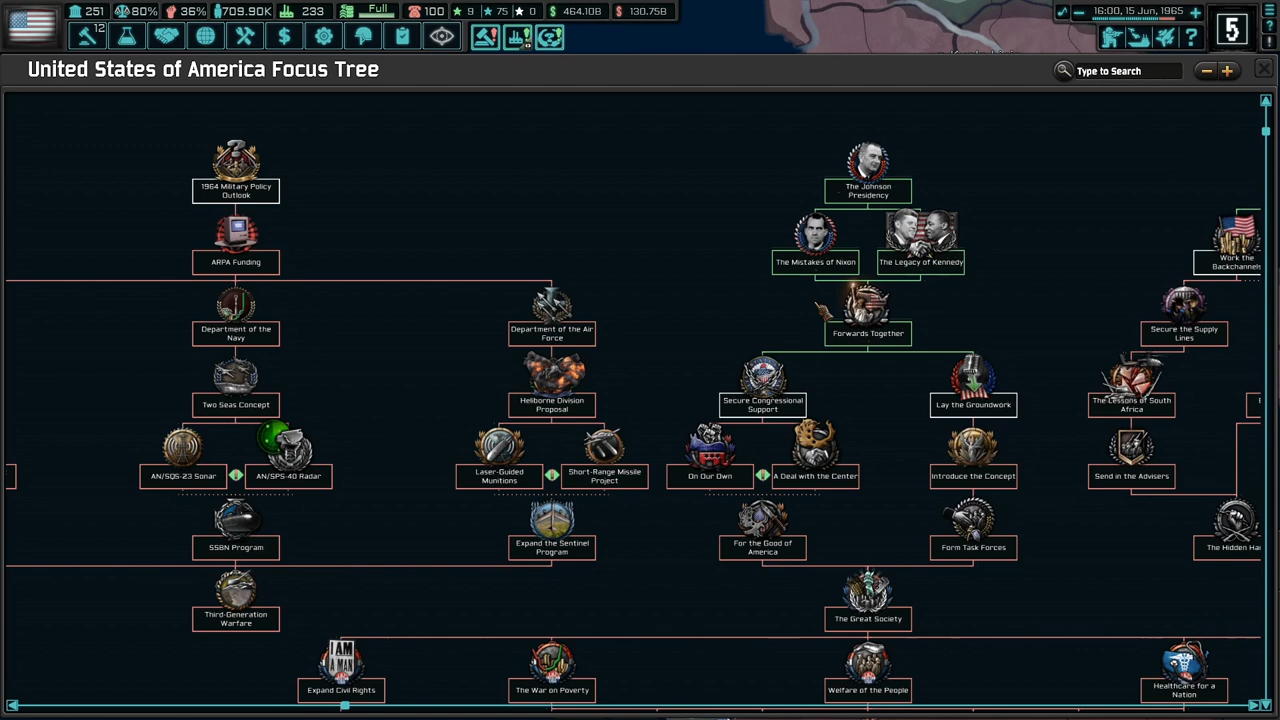 251 80% 36% 709.90K 233 Full 100 9 75 0 $ 464.10B $ 130.75B
16:00, 15 Jun, 1965
5
12
United States of America Focus Tree
Type to Search
1964 Military Policy
Outlook
The Johnson
Presidency
ARPA Funding
The Mistakes of Nixon
The Legacy of Kennedy
Work the
Backchannels
Department of the
Navy
Department of the Air
Force
Forwards Together
Secure the Supply
Lines
Two Seas Concept
Heliborne Division
Proposal
Secure Congressional
Support
Lay the Groundwork
The Lessons of South
Africa
AN/SQS-23 Sonar
AN/SPS-40 Radar
Laser-Guided
Munitions
Short-Range Missile
Project
On Our Own
A Deal with the Center
Introduce the Concept
Send in the Advisers
SSBN Program
Expand the Sentinel
Program
For the Good of
America
Form Task Forces
The Hidden Han
Third-Generation
Warfare
The Great Society
I AM
A MAN
Expand Civil Rights
The War on Poverty
Welfare of the People
Healthcare for a
Nation